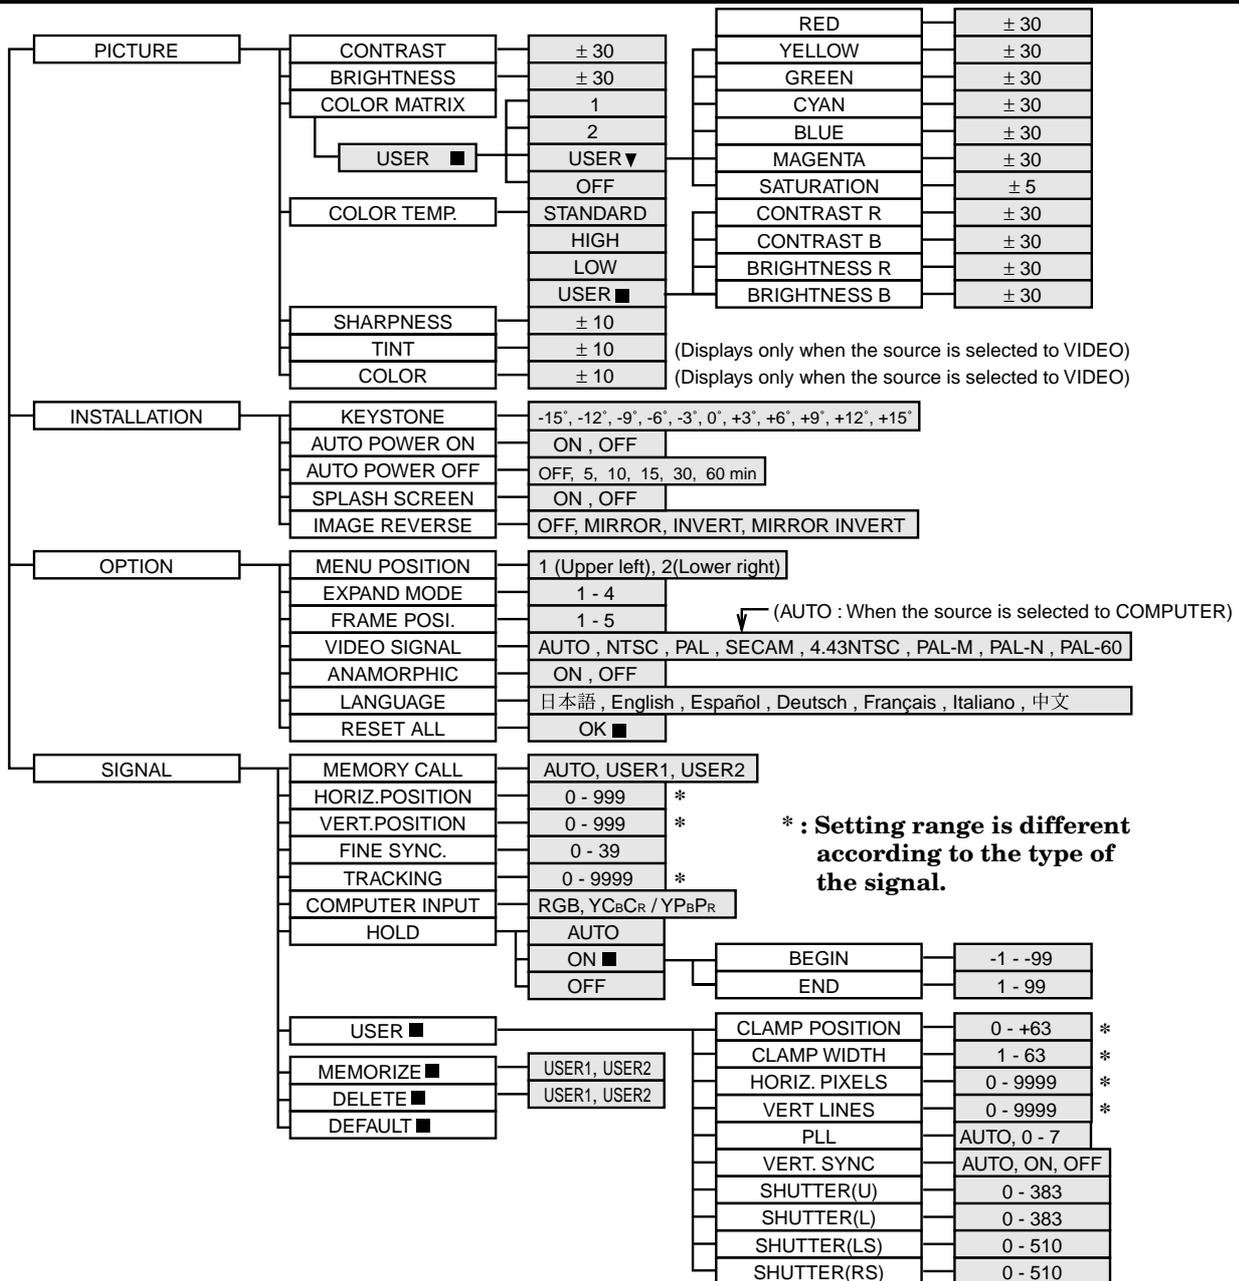 RED ± 30
PICTURE CONTRAST ± 30 YELLOW ± 30
BRIGHTNESS ± 30 GREEN ± 30
COLOR MATRIX 1 CYAN ± 30
2 BLUE ± 30
USER ■ USER▼ MAGENTA ± 30
OFF SATURATION ± 5
COLOR TEMP. STANDARD CONTRAST R ± 30
HIGH CONTRAST B ± 30
LOW BRIGHTNESS R ± 30
USER ■ BRIGHTNESS B ± 30
SHARPNESS ± 10
TINT ± 10 (Displays only when the source is selected to VIDEO)
COLOR ± 10 (Displays only when the source is selected to VIDEO)
INSTALLATION KEYSTONE -15°, -12°, -9°, -6°, -3°, 0°, +3°, +6°, +9°, +12°, +15°
AUTO POWER ON ON , OFF
AUTO POWER OFF OFF, 5, 10, 15, 30, 60 min
SPLASH SCREEN ON , OFF
IMAGE REVERSE OFF, MIRROR, INVERT, MIRROR INVERT
OPTION MENU POSITION 1 (Upper left), 2(Lower right)
EXPAND MODE 1 - 4
(AUTO : When the source is selected to COMPUTER)
FRAME POSI. 1 - 5
VIDEO SIGNAL AUTO , NTSC , PAL , SECAM , 4.43NTSC , PAL-M , PAL-N , PAL-60
ANAMORPHIC ON , OFF
LANGUAGE 日本語 , English , Español , Deutsch , Français , Italiano , 中文
RESET ALL OK ■
SIGNAL MEMORY CALL AUTO, USER1, USER2
HORIZ.POSITION 0 - 999 *
VERT.POSITION 0 - 999 *
FINE SYNC. 0 - 39
TRACKING 0 - 9999 *
* : Setting range is different
according to the type of
the signal.
COMPUTER INPUT RGB, YCBCR / YPBPR
HOLD AUTO
ON ■ BEGIN -1 - -99
OFF END 1 - 99
USER ■ CLAMP POSITION 0 - +63 *
CLAMP WIDTH 1 - 63 *
MEMORIZE ■ USER1, USER2
HORIZ. PIXELS 0 - 9999 *
DELETE ■ USER1, USER2
VERT LINES 0 - 9999 *
DEFAULT ■ PLL AUTO, 0 - 7
VERT. SYNC AUTO, ON, OFF
SHUTTER(U) 0 - 383
SHUTTER(L) 0 - 383
SHUTTER(LS) 0 - 510
SHUTTER(RS) 0 - 510